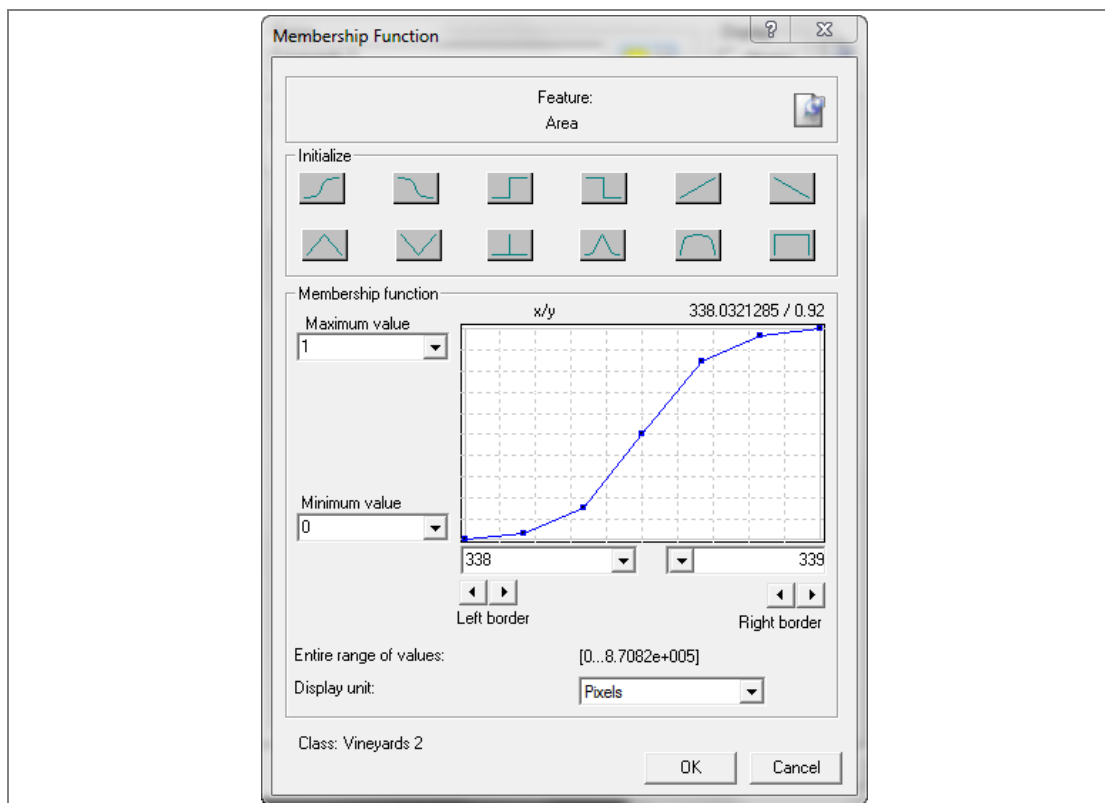 Membership Function
Feature:
Area
Initialize
Membership function
x/y
338.0321285 / 0.92
Maximum value
1
Minimum value
0
338
339
Left border
Right border
Entire range of values:
[0...8.7082e+005]
Display unit:
Pixels
Class: Vineyards 2
OK
Cancel